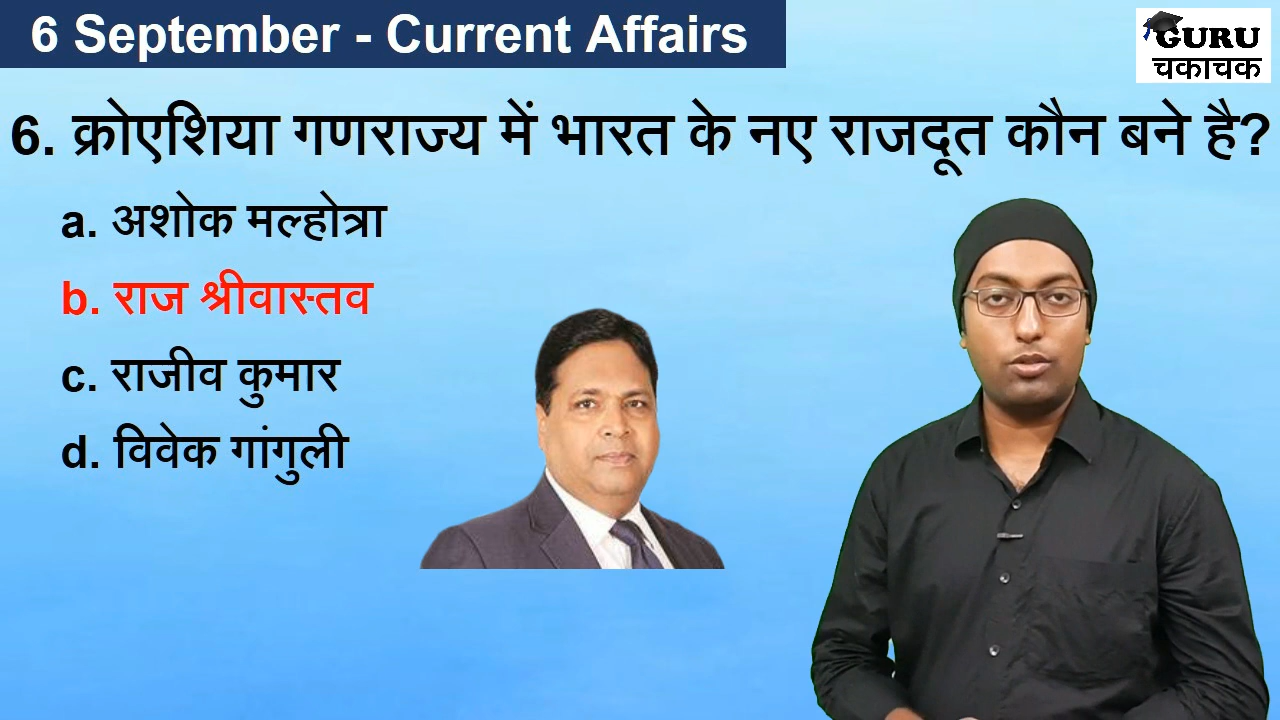 6 September - Current Affairs
GURU
चकाचक
6. क्रोएशिया गणराज्य में भारत के नए राजदूत कौन बने है?
a. अशोक मल्होत्रा
b. राज श्रीवास्तव
c. राजीव कुमार
d. विवेक गांगुली